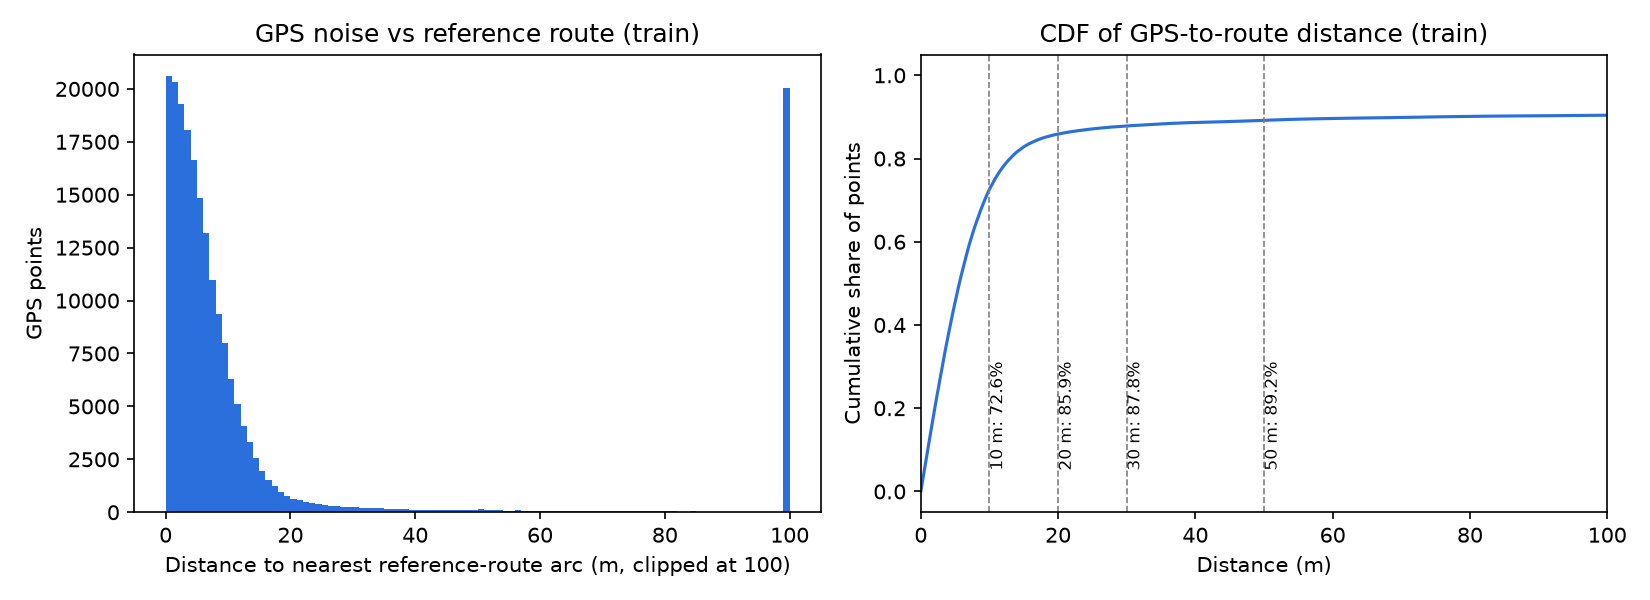 GPS noise vs reference route (train)
GPS points
20000
17500
15000
12500
10000
7500
5000
2500
0
0 20 40 60 80 100
Distance to nearest reference-route arc (m, clipped at 100)
CDF of GPS-to-route distance (train)
Cumulative share of points
1.0
0.8
0.6
0.4
0.2
0.0
10 m: 72.6%
20 m: 85.9%
30 m: 87.8%
50 m: 89.2%
0 20 40 60 80 100
Distance (m)